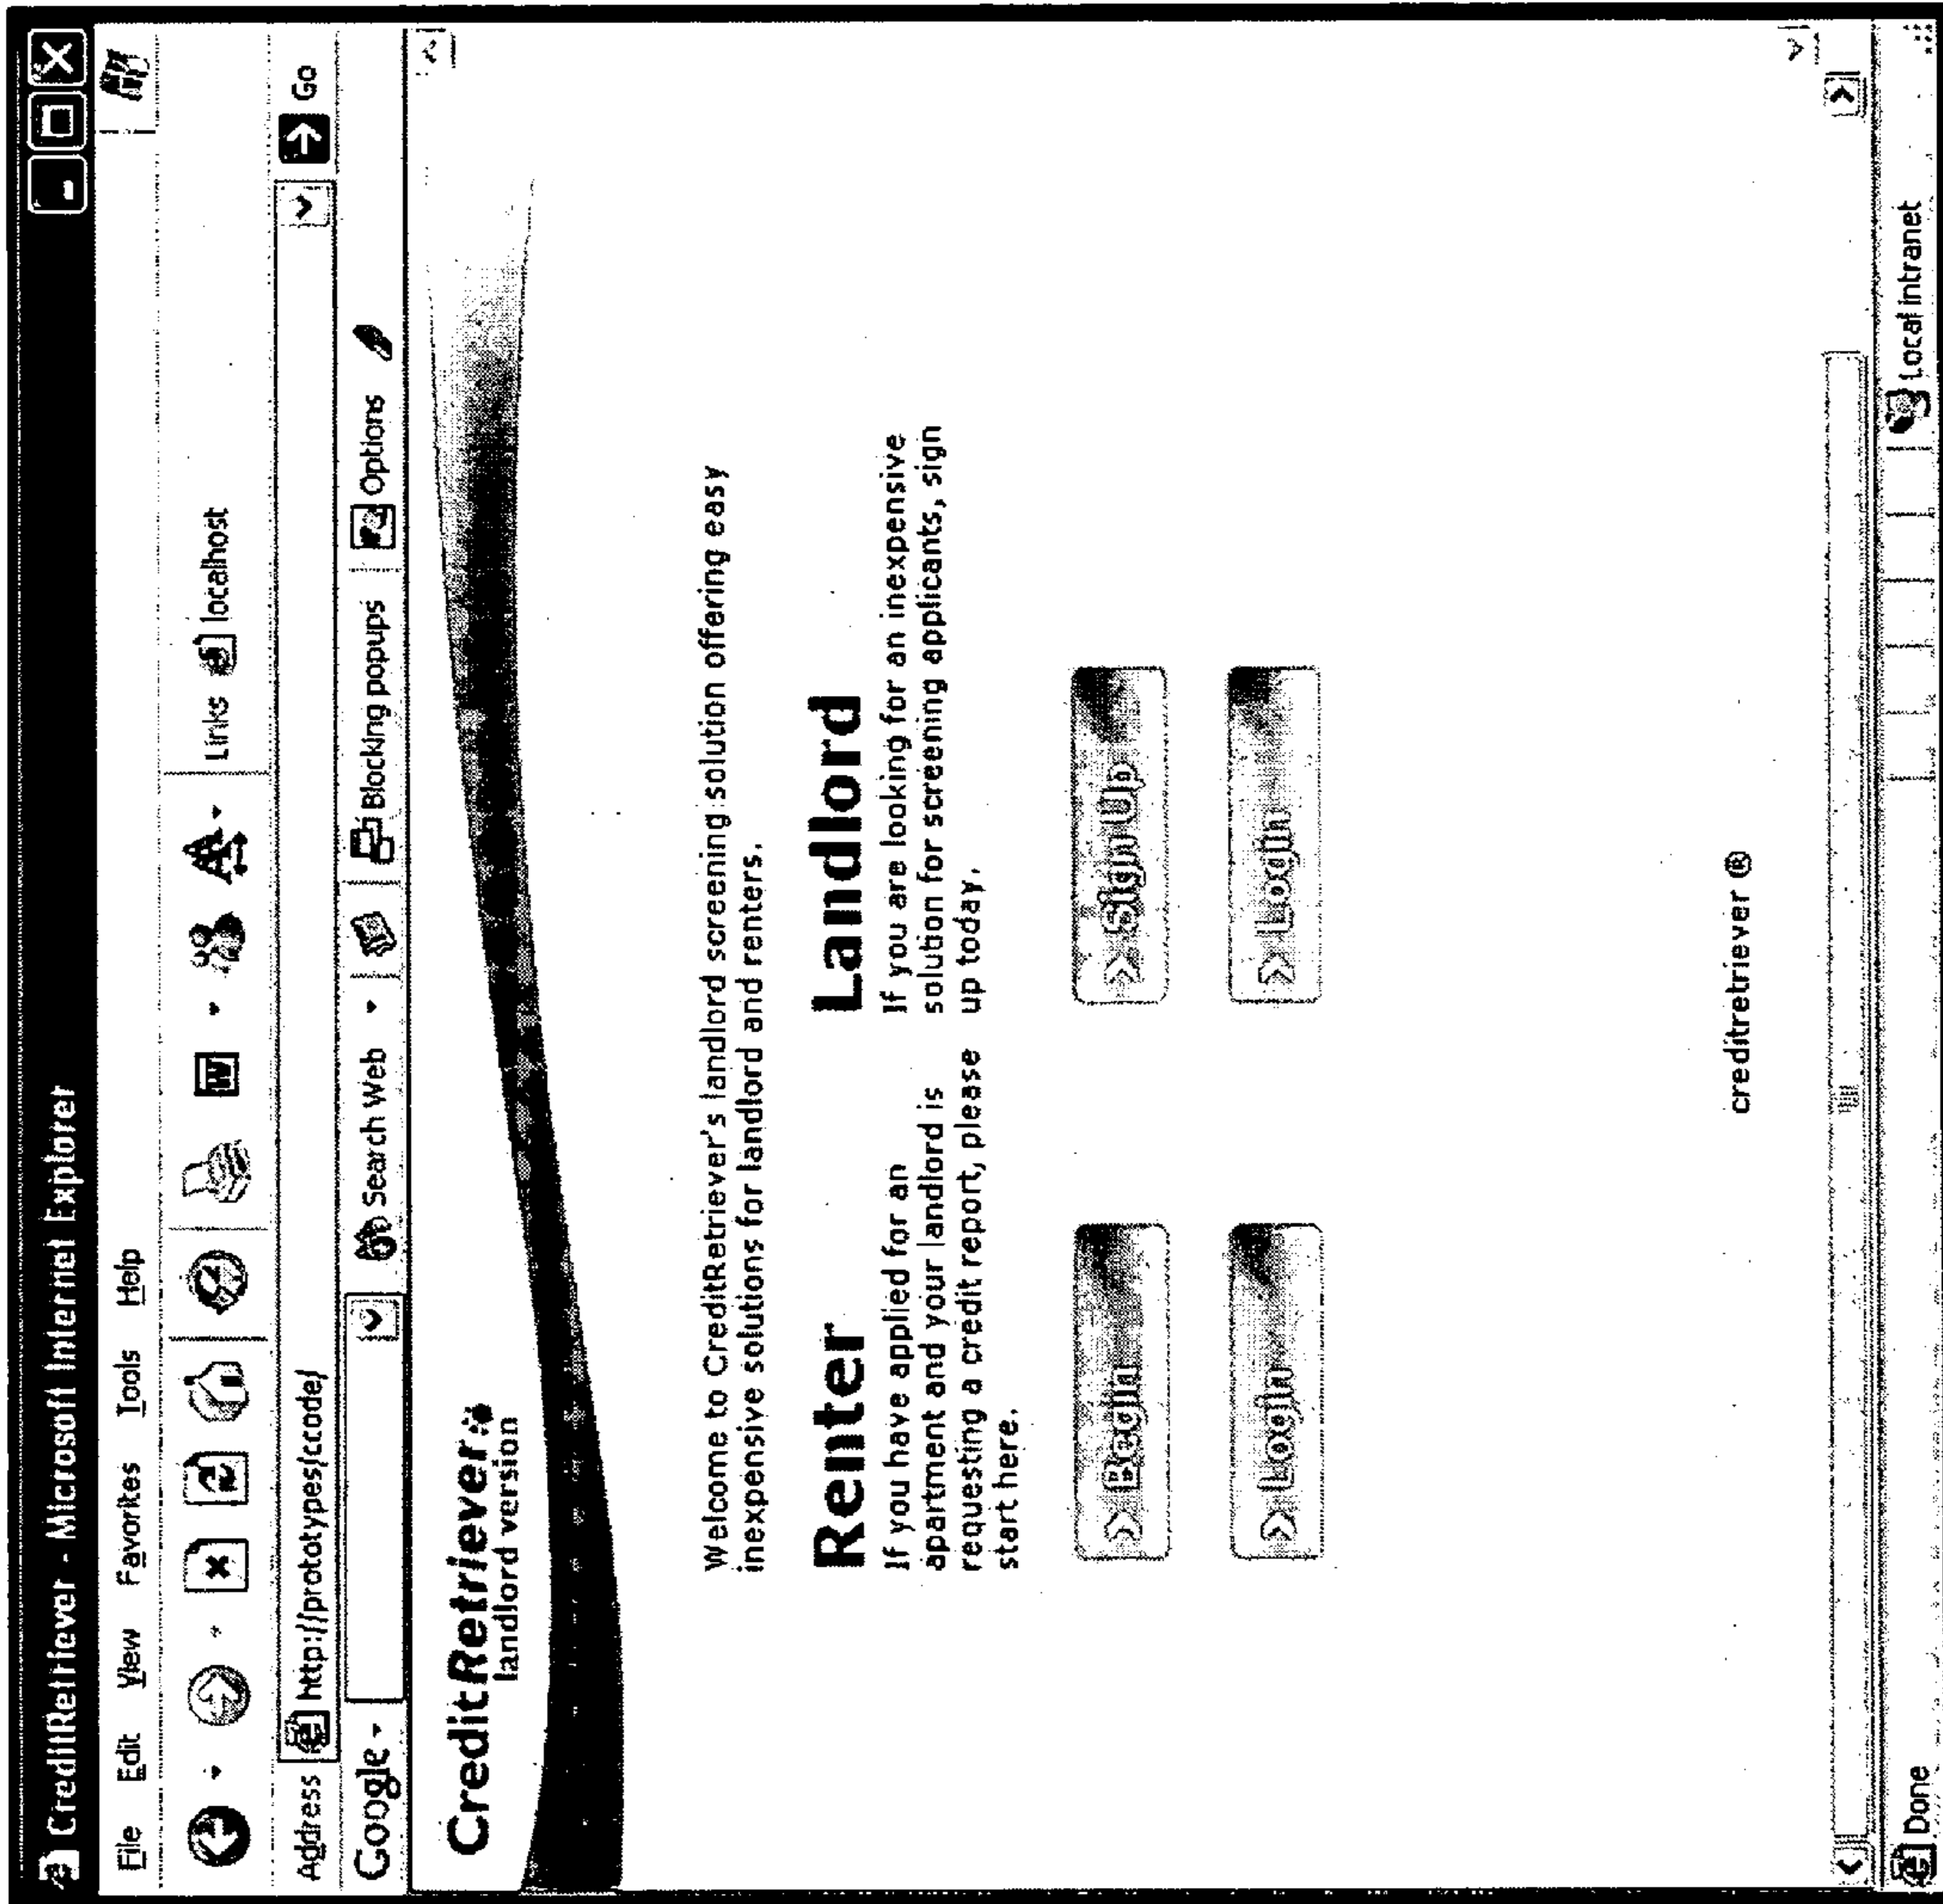 CreditRetriever - Microsoft Internet Explorer
File Edit View Favorites Tools Help
Links localhost
Address http://prototypes/ccode/ Go
Google Search Web Blocking popups Options
CreditRetriever
landlord version
Welcome to CreditRetriever's landlord screening solution offering easy
inexpensive solutions for landlord and renters.
Renter
If you have applied for an
apartment and your landlord is
requesting a credit report, please
start here.
>> Begin
>> Login
Landlord
If you are looking for an inexpensive
solution for screening applicants, sign
up today.
>> Sign Up
>> Login
creditretriever ®
Done Local intranet